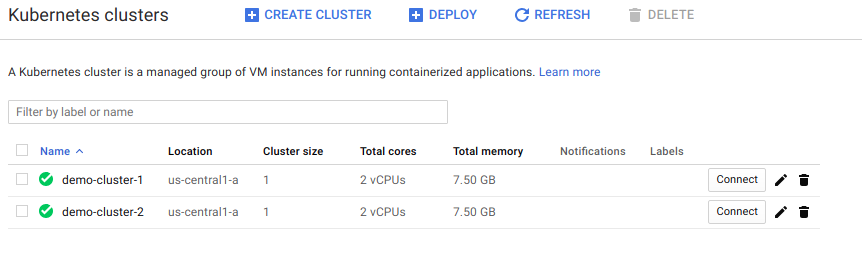 Kubernetes clusters CREATE CLUSTER DEPLOY REFRESH DELETE
A Kubernetes cluster is a managed group of VM instances for running containerized applications. Learn more
Filter by label or name
Name Location Cluster size Total cores Total memory Notifications Labels
demo-cluster-1 us-central1-a 1 2 vCPUs 7.50 GB Connect
demo-cluster-2 us-central1-a 1 2 vCPUs 7.50 GB Connect